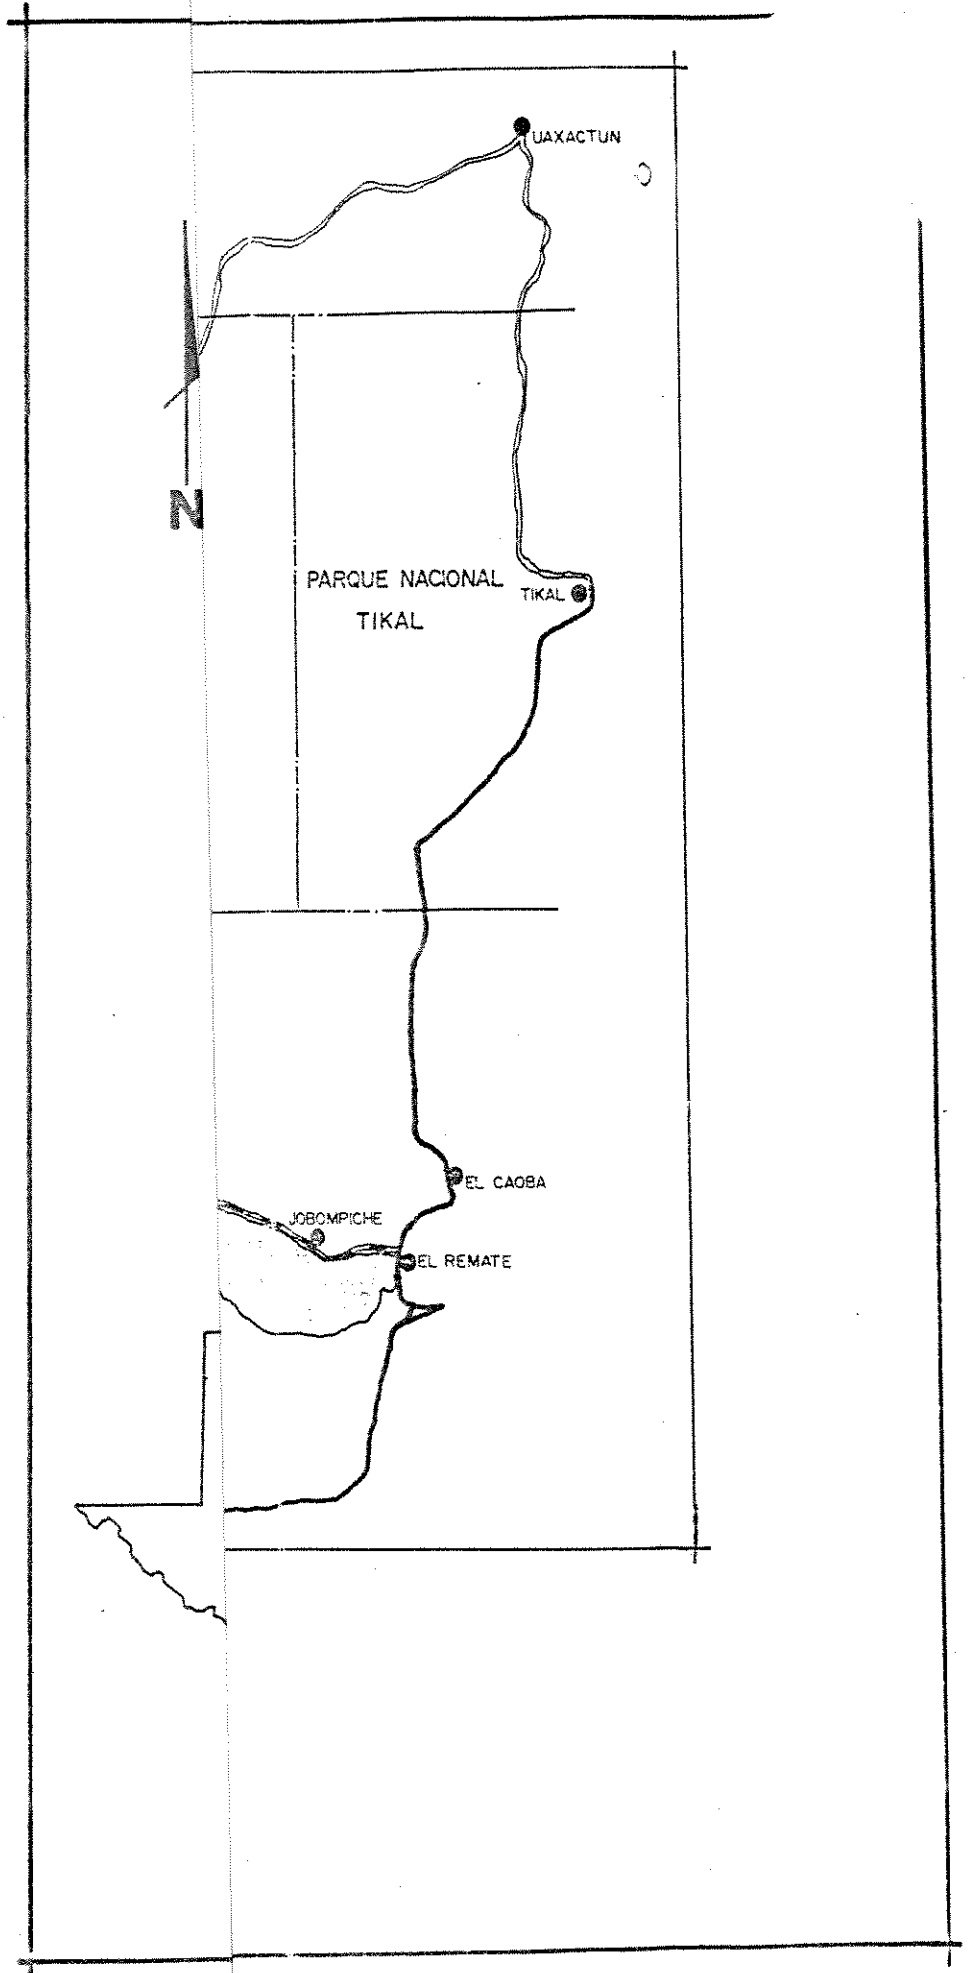 UAXACTUN
N
PARQUE NACIONAL
TIKAL
TIKAL
EL CAOBA
JOBOMPICHE
EL REMATE